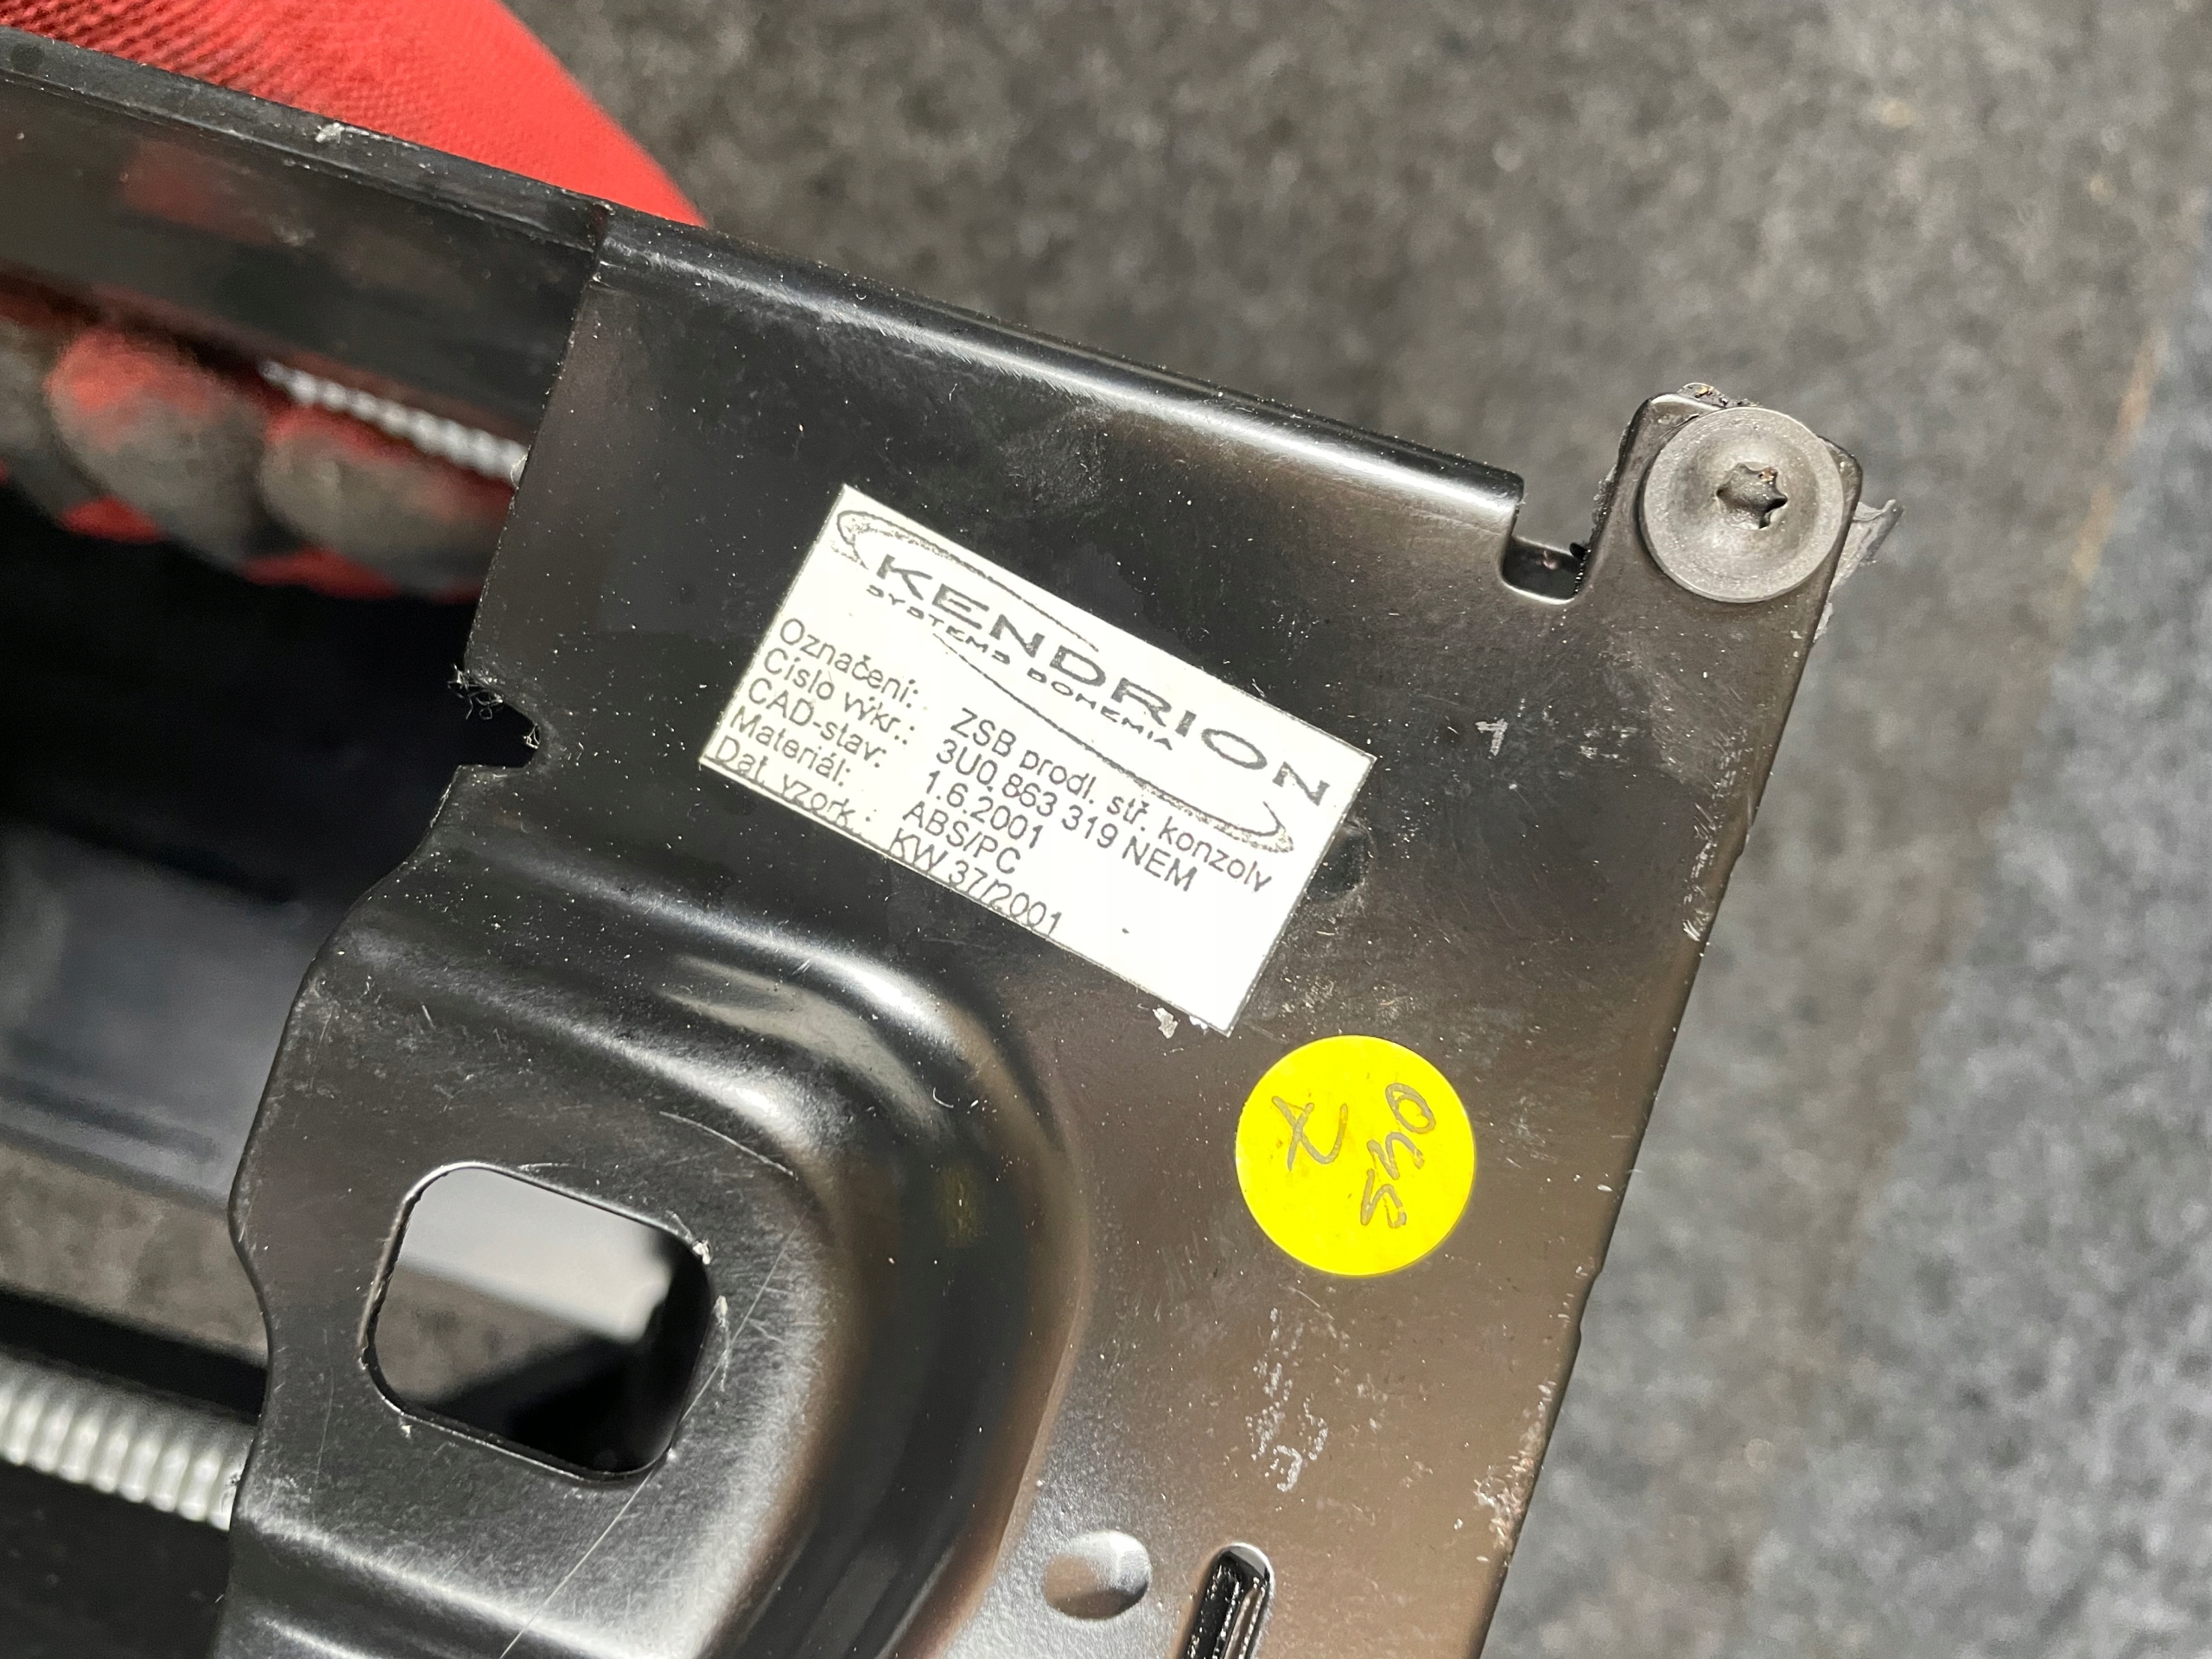 KENDRION
SYSTEMS BOHEMIA
Označení: ZSB prodl. stř. konzoly
Číslo výkr.: 3U0 863 319 NEM
CAD-stav: 1.6.2001
Materiál: ABS/PC
Dat. vzork.: KW 37/2001